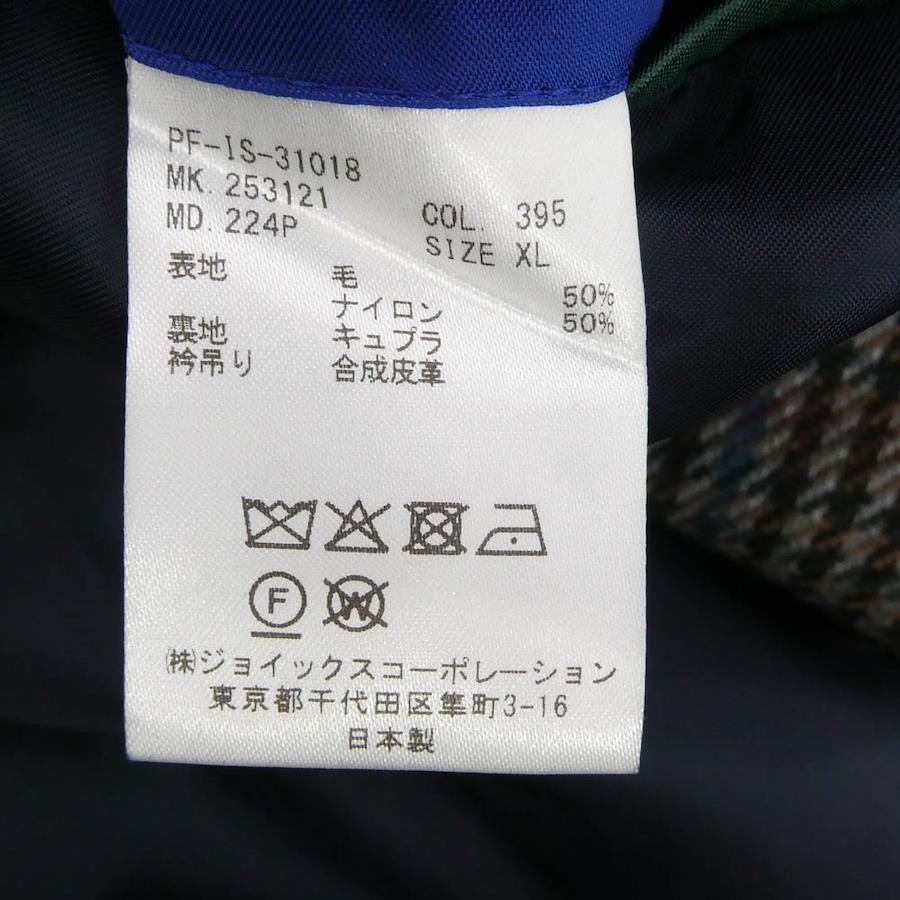 PF-IS-31018
MK. 253121
MD. 224P
COL. 395
SIZE XL
表地 毛 50%
ナイロン 50%
裏地 キュプラ
衿吊り 合成皮革
F
W
㈱ジョイックスコーポレーション
東京都千代田区隼町3-16
日本製